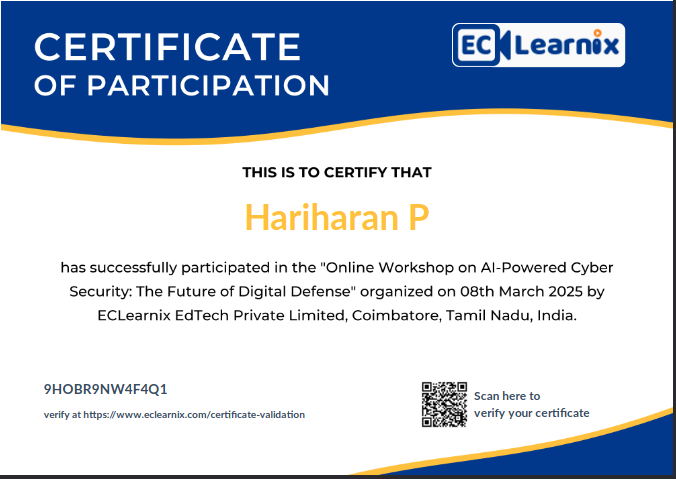 CERTIFICATE
OF PARTICIPATION
EC Learnix
THIS IS TO CERTIFY THAT
Hariharan P
has successfully participated in the "Online Workshop on AI-Powered Cyber
Security: The Future of Digital Defense" organized on 08th March 2025 by
ECLearnix EdTech Private Limited, Coimbatore, Tamil Nadu, India.
9HOBR9NW4F4Q1
verify at https://www.eclearnix.com/certificate-validation
Scan here to
verify your certificate